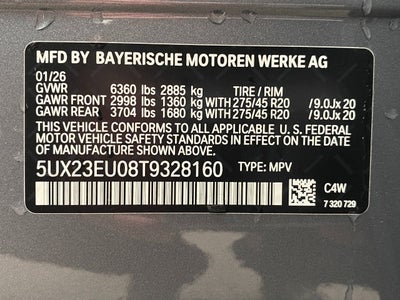 MFD BY BAYERISCHE MOTOREN WERKE AG
01/26
GVWR 6360 lbs 2885 kg TIRE / RIM
GAWR FRONT 2998 lbs 1360 kg WITH 275/45 R20 / 9.0Jx 20
GAWR REAR 3704 lbs 1680 kg WITH 275/45 R20 / 9.0Jx 20
THIS VEHICLE CONFORMS TO ALL APPLICABLE U.S. FEDERAL
MOTOR VEHICLE SAFETY STANDARDS IN EFFECT ON THE DATE
OF MANUFACTURE SHOWN ABOVE.
5UX23EU08T9328160 TYPE: MPV
C4W
7 320 729